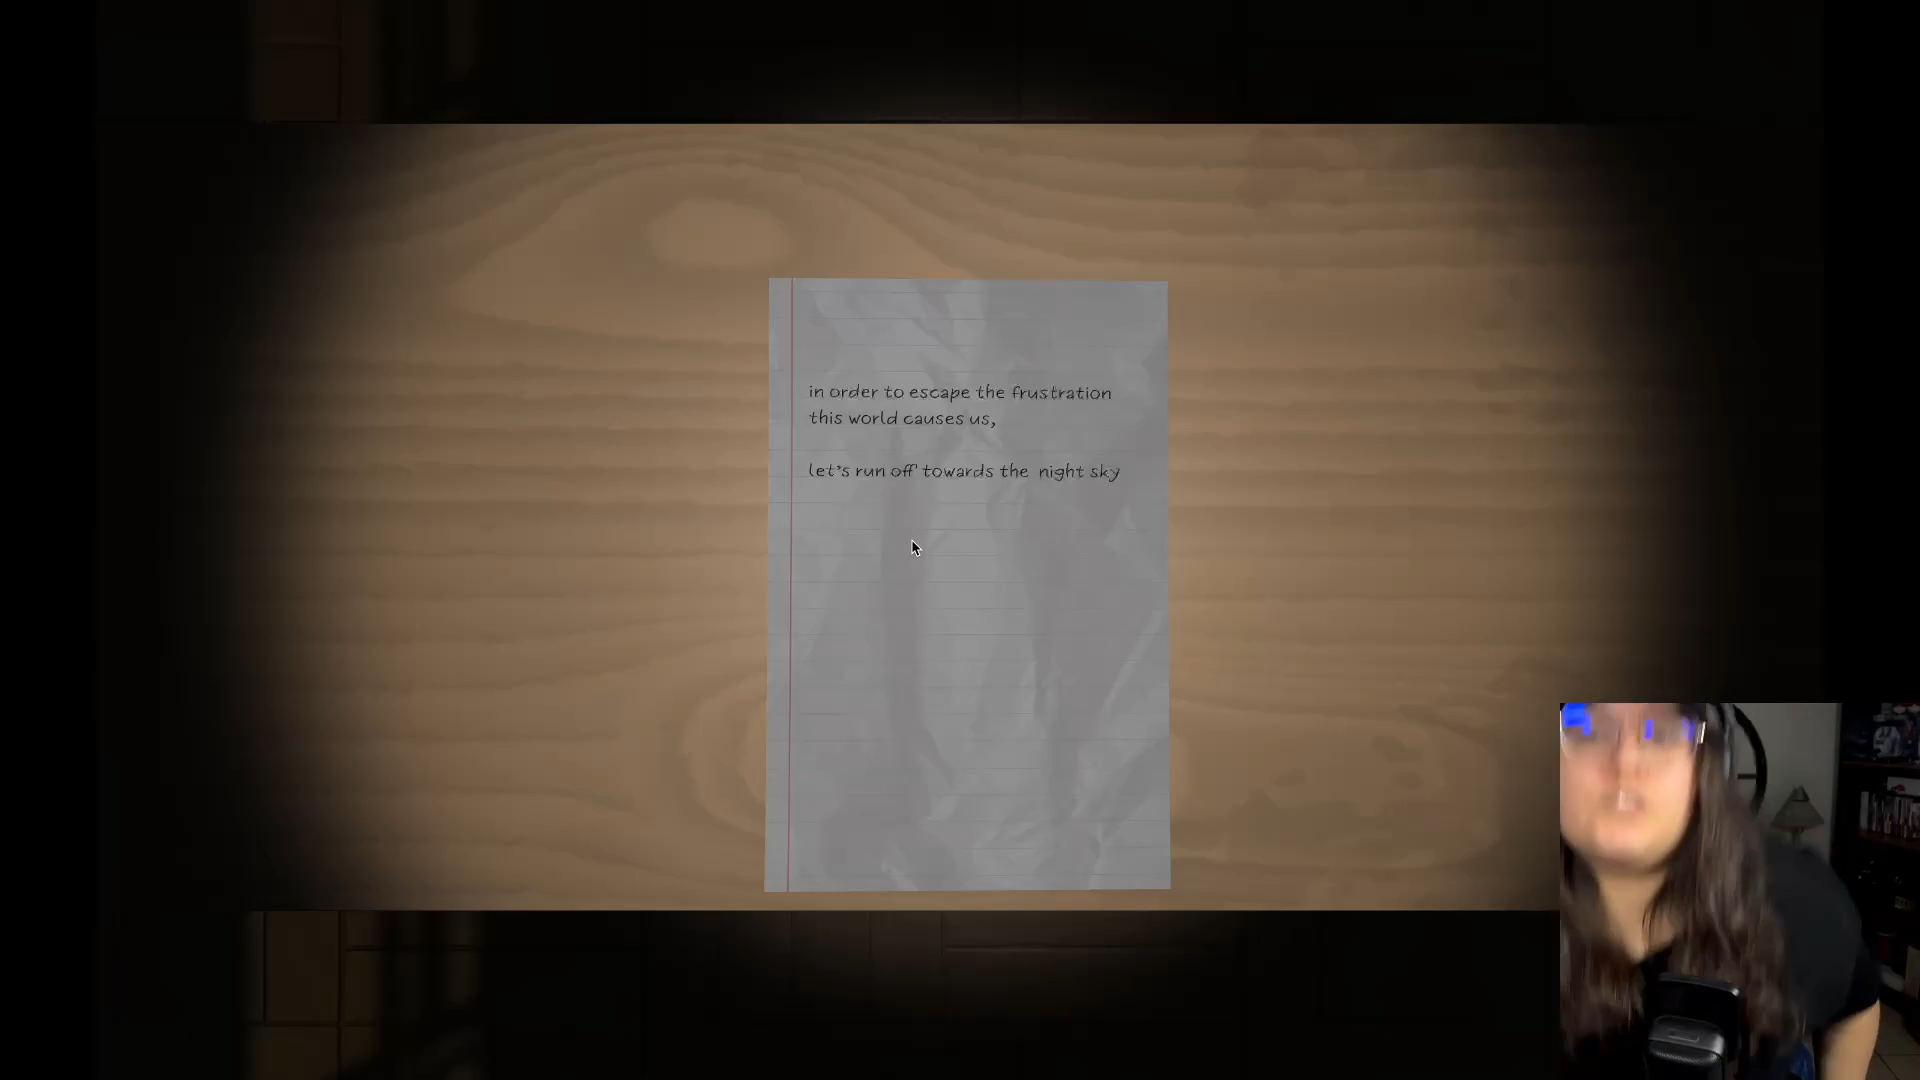 in order to escape the frustration
this world causes us,
let's run off towards the night sky